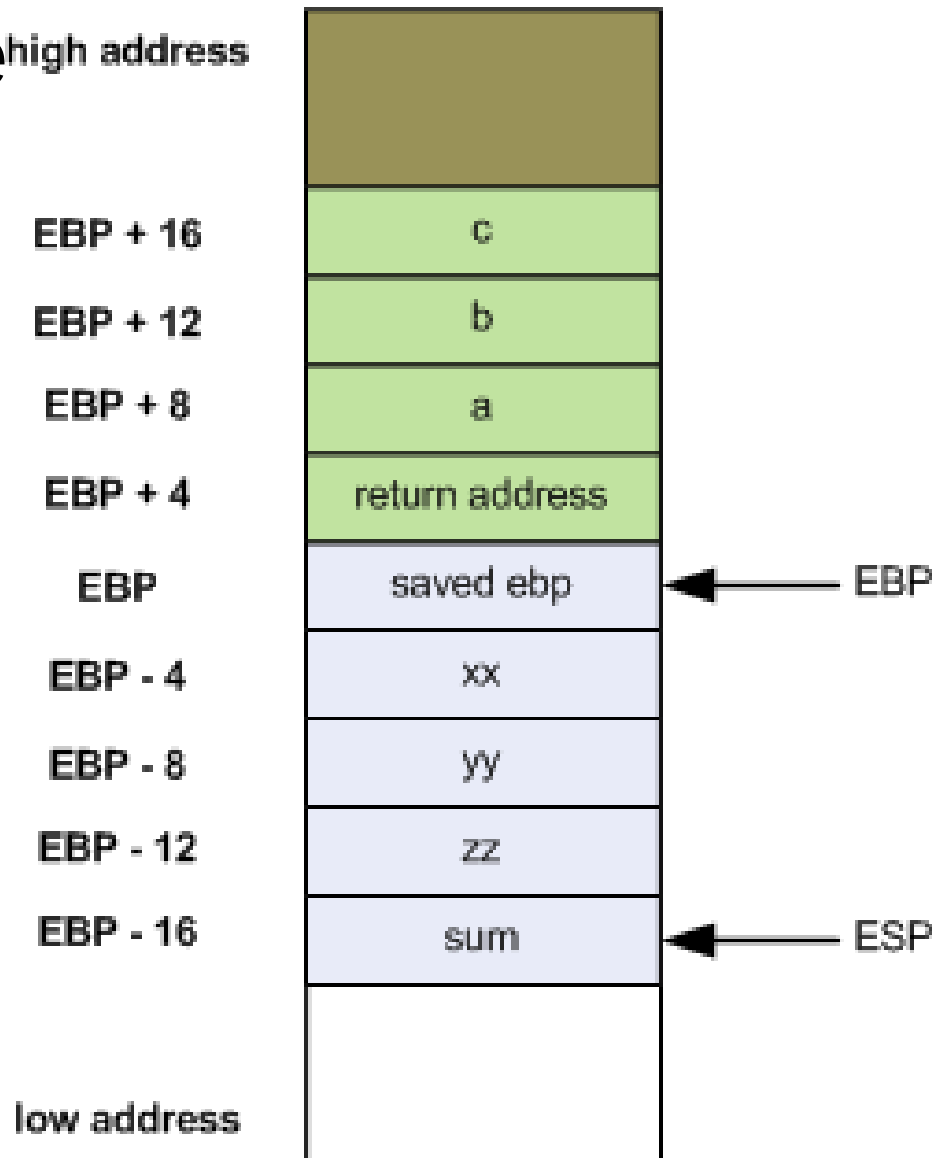 high address
EBP + 16 c
EBP + 12 b
EBP + 8 a
EBP + 4 return address
EBP saved ebp EBP
EBP - 4 xx
EBP - 8 yy
EBP - 12 zz
EBP - 16 sum ESP
low address